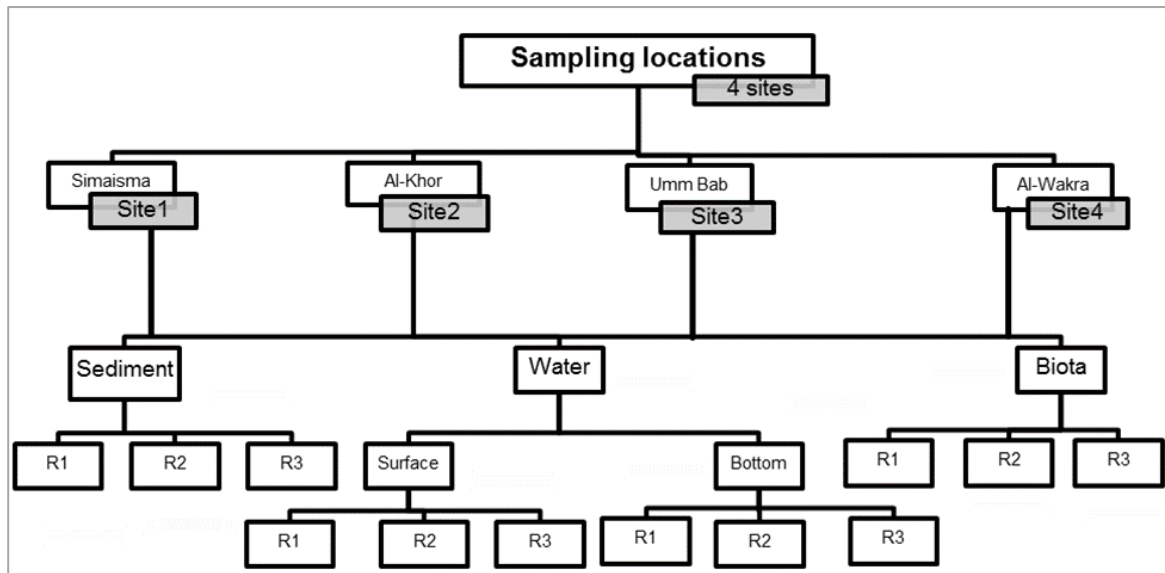 Sampling locations
4 sites
Simaisma
Site1
Al-Khor
Site2
Umm Bab
Site3
Al-Wakra
Site4
Sediment
Water
Biota
R1
R2
R3
Surface
Bottom
R1
R2
R3
R1
R2
R3
R1
R2
R3